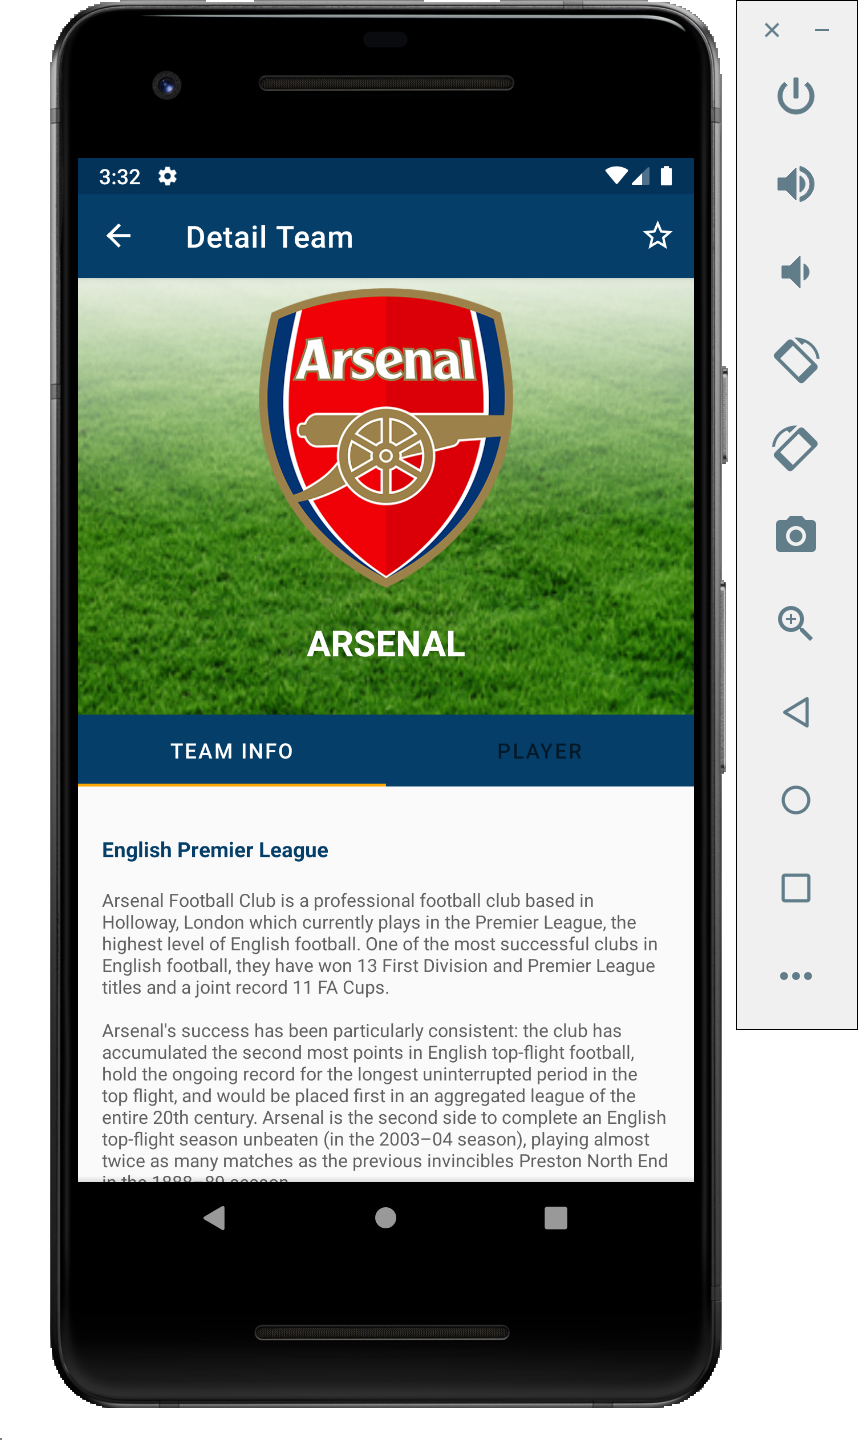 3:32
Detail Team
Arsenal
ARSENAL
TEAM INFO
PLAYER
English Premier League
Arsenal Football Club is a professional football club based in
Holloway, London which currently plays in the Premier League, the
highest level of English football. One of the most successful clubs in
English football, they have won 13 First Division and Premier League
titles and a joint record 11 FA Cups.
Arsenal's success has been particularly consistent: the club has
accumulated the second most points in English top-flight football,
hold the ongoing record for the longest uninterrupted period in the
top flight, and would be placed first in an aggregated league of the
entire 20th century. Arsenal is the second side to complete an English
top-flight season unbeaten (in the 2003–04 season), playing almost
twice as many matches as the previous invincibles Preston North End
in the 1888–89 season